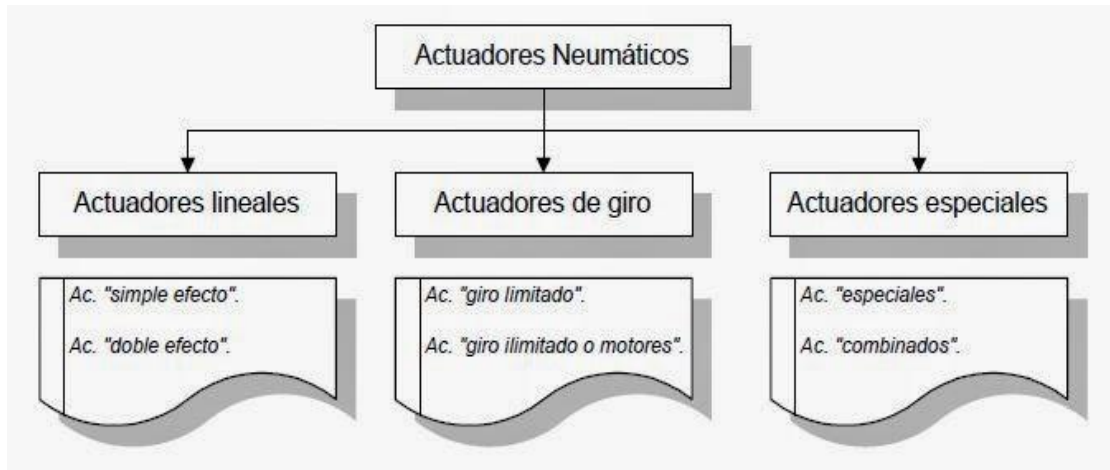 Actuadores Neumáticos
Actuadores lineales
Ac. "simple efecto".
Ac. "doble efecto".
Actuadores de giro
Ac. "giro limitado".
Ac. "giro ilimitado o motores".
Actuadores especiales
Ac. "especiales".
Ac. "combinados".